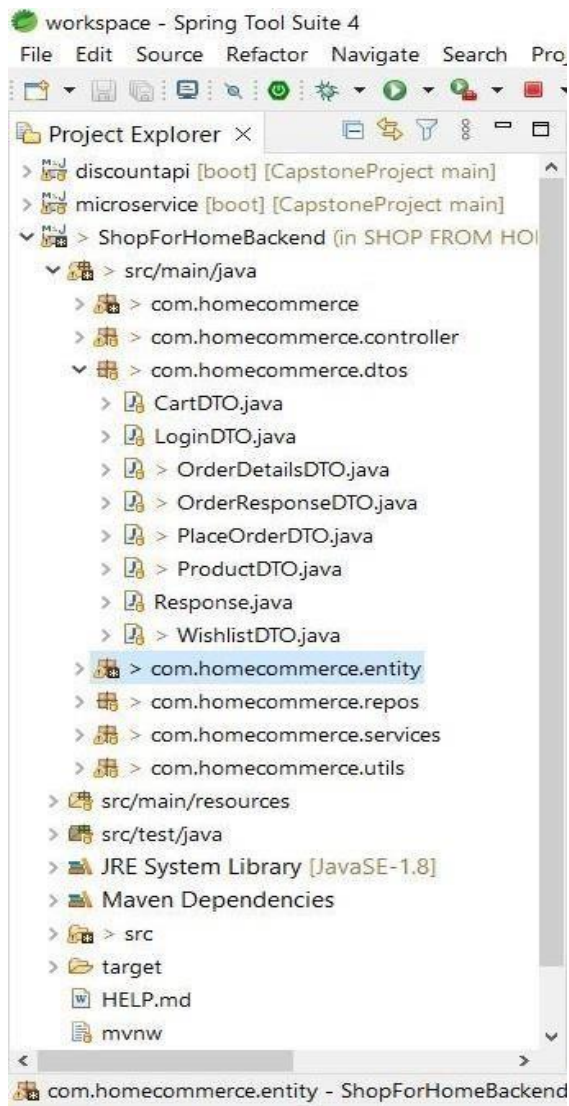 workspace - Spring Tool Suite 4
File Edit Source Refactor Navigate Search Proj
Project Explorer ×
> discountapi [boot] [CapstoneProject main]
> microservice [boot] [CapstoneProject main]
> ShopForHomeBackend (in SHOP FROM HO
> src/main/java
> > com.homecommerce
> > com.homecommerce.controller
> com.homecommerce.dtos
> CartDTO.java
> LoginDTO.java
> > OrderDetailsDTO.java
> > OrderResponseDTO.java
> > PlaceOrderDTO.java
> > ProductDTO.java
> Response.java
> > WishlistDTO.java
> > com.homecommerce.entity
> > com.homecommerce.repos
> > com.homecommerce.services
> > com.homecommerce.utils
> src/main/resources
> src/test/java
> JRE System Library [JavaSE-1.8]
> Maven Dependencies
> > src
> target
HELP.md
mvnw
com.homecommerce.entity - ShopForHomeBackend